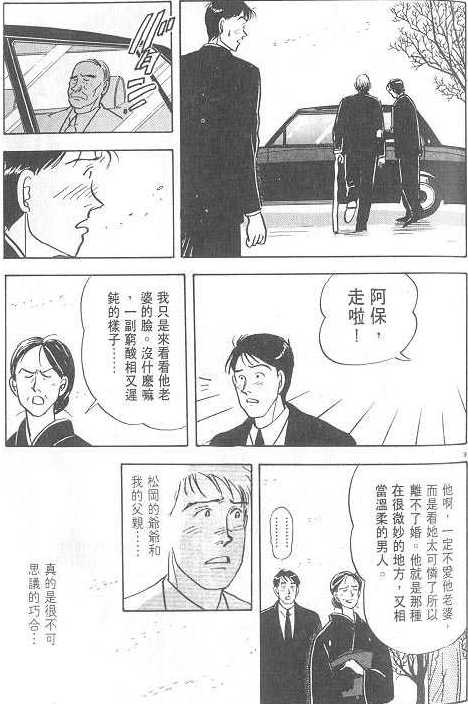 阿保，
走啦！
我只是來看看他老
婆的臉。沒什麼嘛
，一副窮酸相又遲
鈍的樣子……
他啊，一定不愛他老婆，
而是看她太可憐了所以
離不了婚。他就是那種
在很微妙的地方，又相
當溫柔的男人。
………
松岡的爺爺和
我的父親…
真的是很不可
思議的巧合…